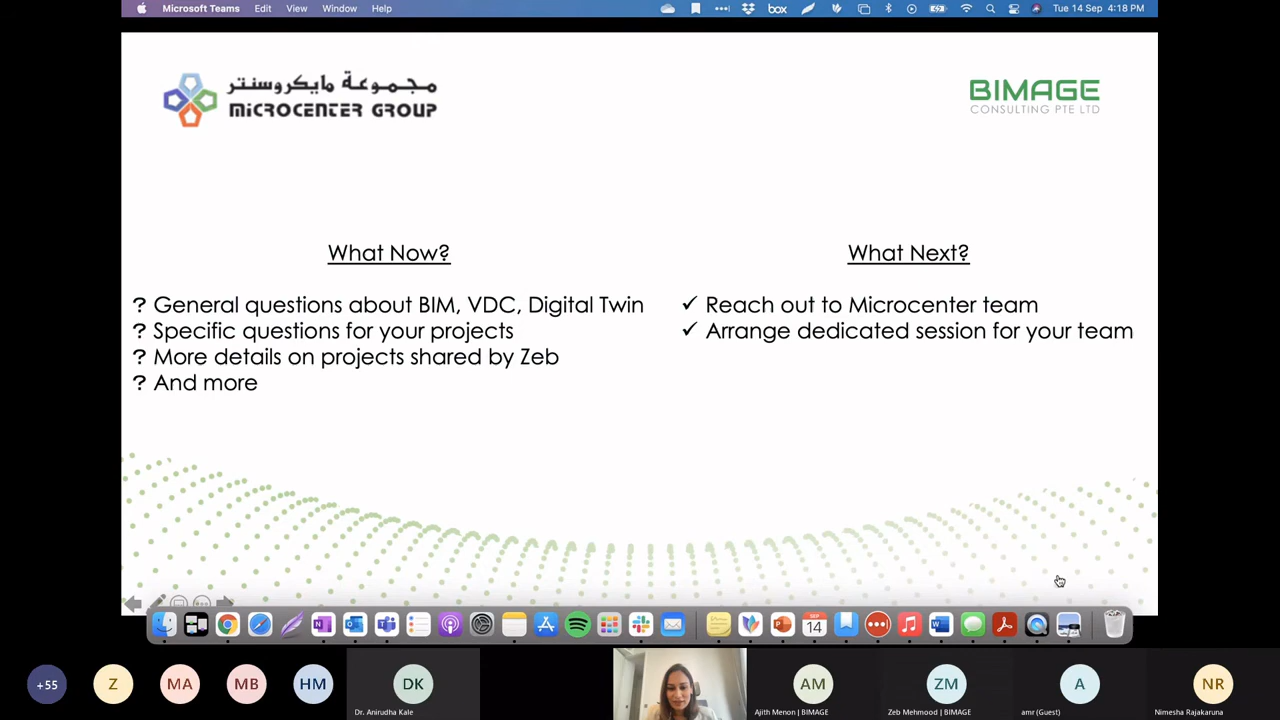 Microsoft Teams Edit View Window Help
box
Tue 14 Sep 4:18 PM
مجموعة مايكروسنتر
MICROCENTER GROUP
BIMAGE
CONSULTING PTE LTD
What Now?
? General questions about BIM, VDC, Digital Twin
? Specific questions for your projects
? More details on projects shared by Zeb
? And more
What Next?
✓ Reach out to Microcenter team
✓ Arrange dedicated session for your team
SEP
14
+55
Z
MA
MB
HM
DK
Dr. Anirudha Kale
AM
Ajith Menon | BIMAGE
ZM
Zeb Mehmood | BIMAGE
A
amr (Guest)
NR
Nimesha Rajakaruna